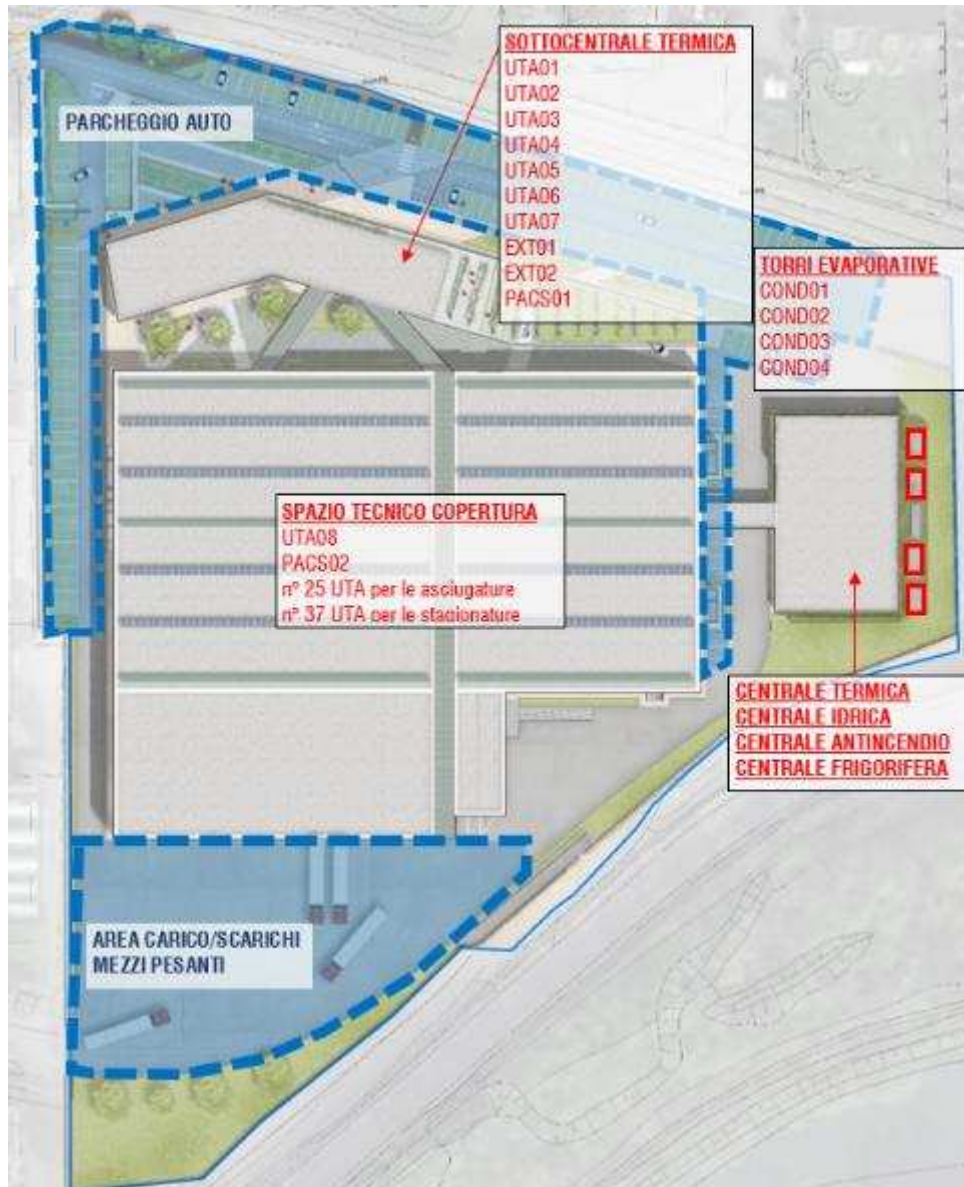 SOTTOCENTRALE TERMICA
UTA01
UTA02
UTA03
UTA04
UTA05
UTA06
UTA07
EXT01
EXT02
PACS01
PARCHEGGIO AUTO
TORRI EVAPORATIVE
COND01
COND02
COND03
COND04
SPAZIO TECNICO COPERTURA
UTA08
PACS02
n° 25 UTA per le asciugature
n° 37 UTA per le stagionature
CENTRALE TERMICA
CENTRALE IDRICA
CENTRALE ANTINCENDIO
CENTRALE FRIGORIFERA
AREA CARICO/SCARICHI
MEZZI PESANTI